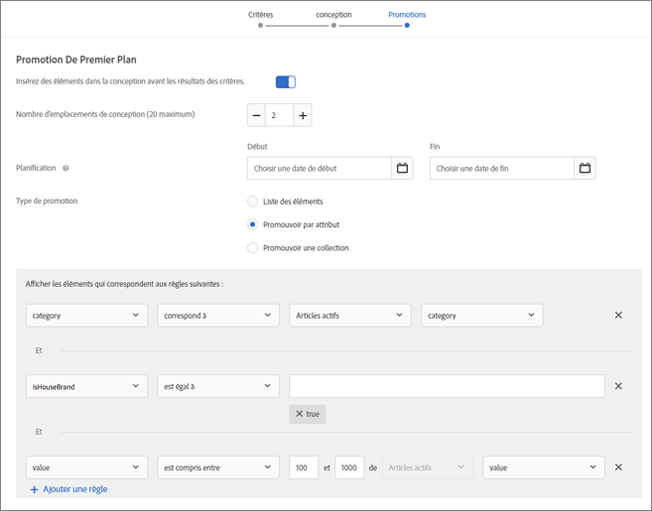 Critères conception Promotions
Promotion De Premier Plan
Insérez des éléments dans la conception avant les résultats des critères.
Nombre d'emplacements de conception (20 maximum) 2
Début Fin
Planification Choisir une date de début Choisir une date de fin
Type de promotion Liste des éléments
Promouvoir par attribut
Promouvoir une collection
Afficher les éléments qui correspondent aux règles suivantes :
category correspond à Articles actifs category
Et
isHouseBrand est égal à
true
Et
value est compris entre 100 et 1000 de Articles actifs value
Ajouter une règle